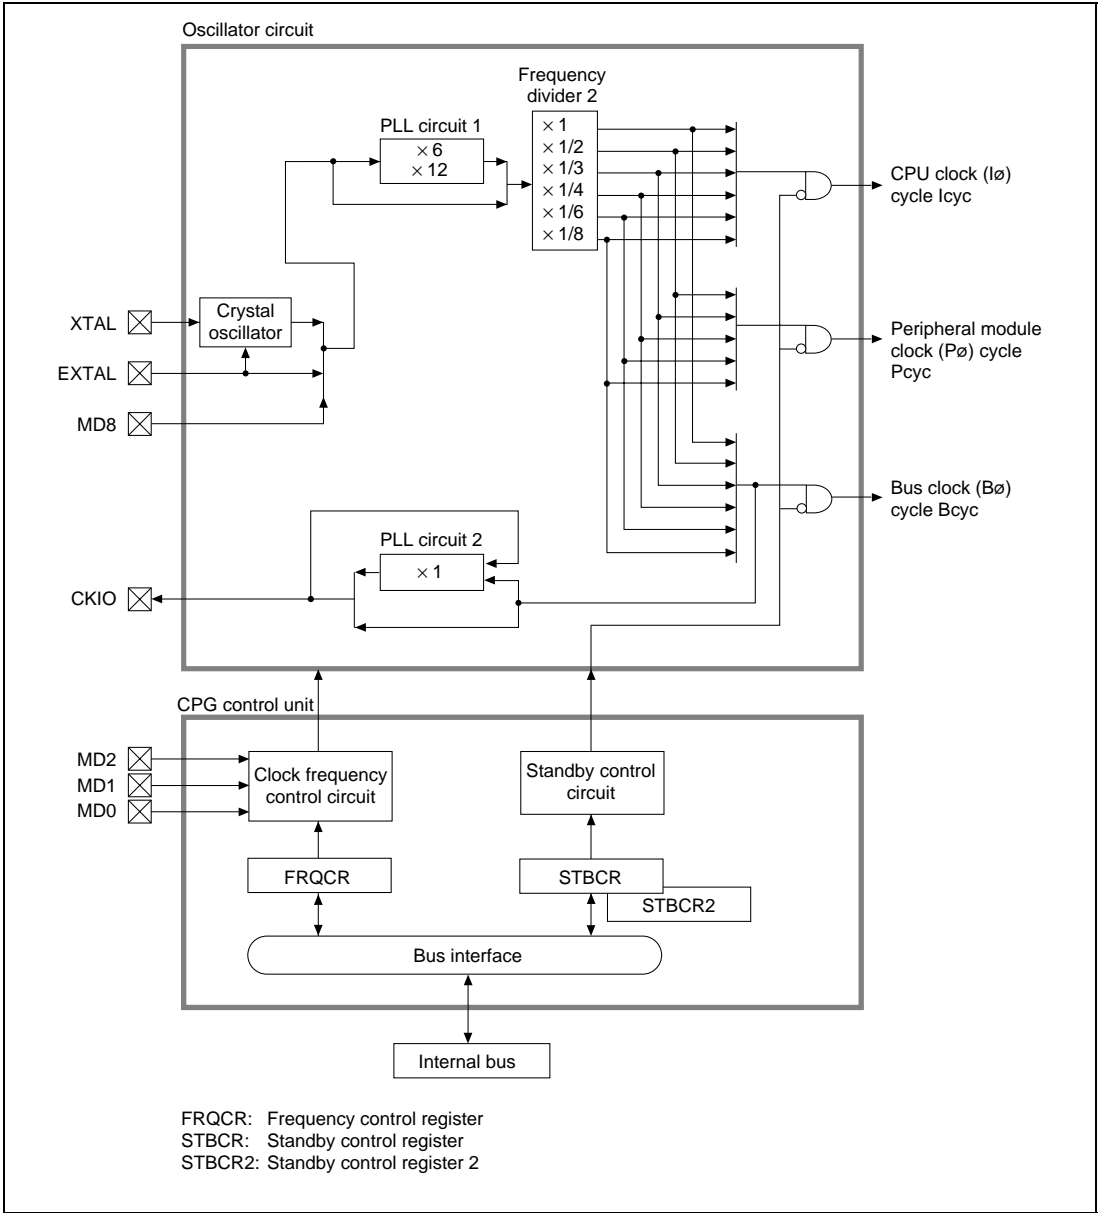 Oscillator circuit
Frequency
divider 2
PLL circuit 1
× 6
× 12
× 1
× 1/2
× 1/3
× 1/4
× 1/6
× 1/8
CPU clock (Iø)
cycle Icyc
XTAL
Crystal
oscillator
EXTAL
MD8
Peripheral module
clock (Pø) cycle
Pcyc
Bus clock (Bø)
cycle Bcyc
PLL circuit 2
× 1
CKIO
CPG control unit
MD2
MD1
MD0
Clock frequency
control circuit
Standby control
circuit
FRQCR
STBCR
STBCR2
Bus interface
Internal bus
FRQCR: Frequency control register
STBCR: Standby control register
STBCR2: Standby control register 2